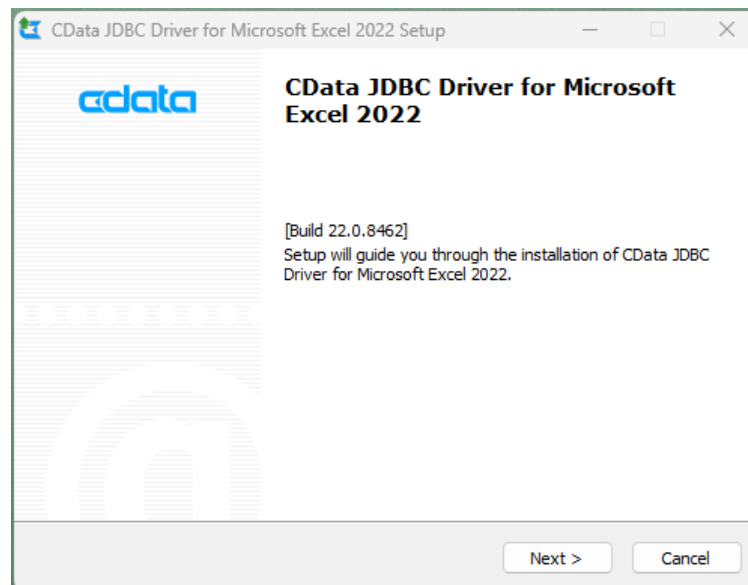 CData JDBC Driver for Microsoft Excel 2022 Setup
cdata
CData JDBC Driver for Microsoft
Excel 2022
[Build 22.0.8462]
Setup will guide you through the installation of CData JDBC
Driver for Microsoft Excel 2022.
Next >
Cancel